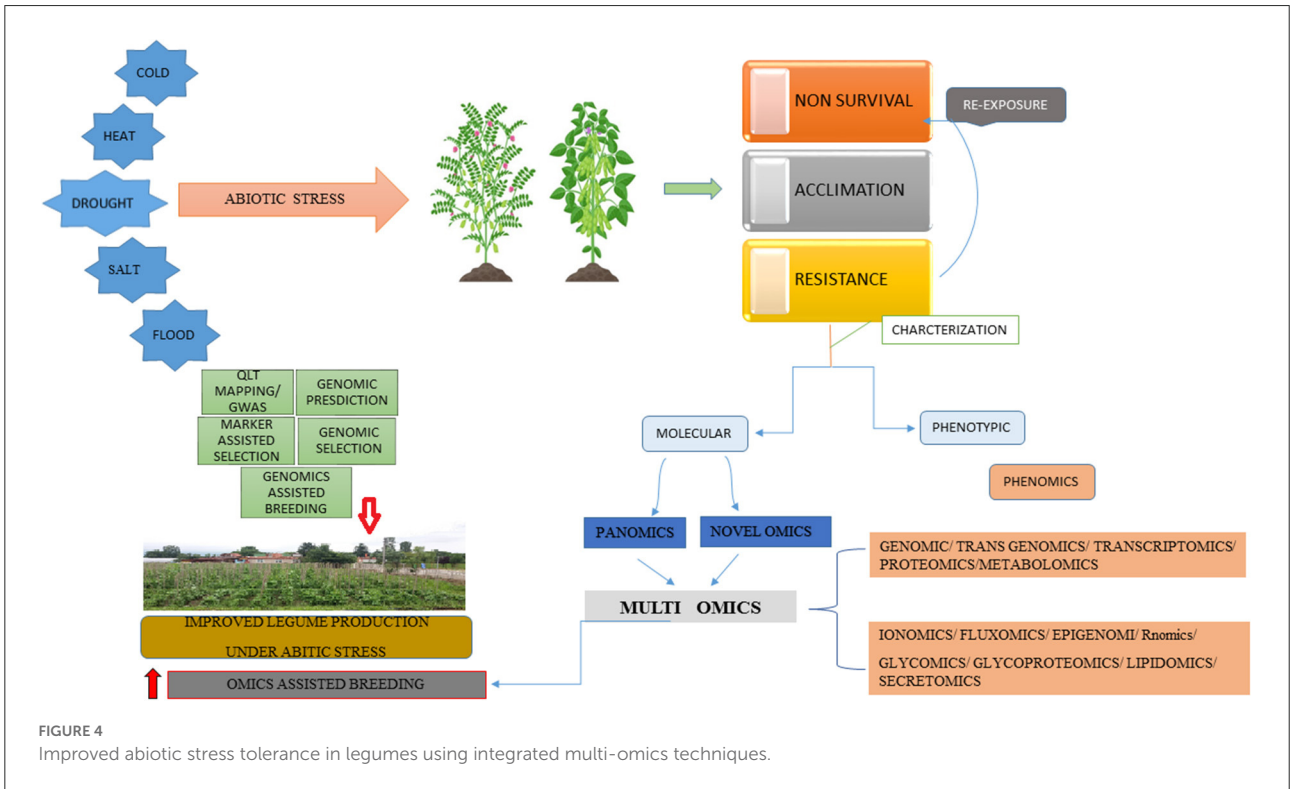 COLD
HEAT
DROUGHT
SALT
FLOOD
ABIOTIC STRESS
NON SURVIVAL
RE-EXPOSURE
ACCLIMATION
RESISTANCE
CHARCTERIZATION
QLT
MAPPING/
GWAS
GENOMIC
PRESDICTION
MARKER
ASSISTED
SELECTION
GENOMIC
SELECTION
GENOMICS
ASSISTED
BREEDING
MOLECULAR
PHENOTYPIC
PHENOMICS
PANOMICS
NOVEL OMICS
MULTI OMICS
GENOMIC/ TRANS GENOMICS/ TRANSCRIPTOMICS/
PROTEOMICS/METABOLOMICS
IONOMICS/ FLUXOMICS/ EPIGENOMI/ Rnomics/
GLYCOMICS/ GLYCOPROTEOMICS/ LIPIDOMICS/
SECRETOMICS
IMPROVED LEGUME PRODUCTION
UNDER ABITIC STRESS
OMICS ASSISTED BREEDING
FIGURE 4
Improved abiotic stress tolerance in legumes using integrated multi-omics techniques.